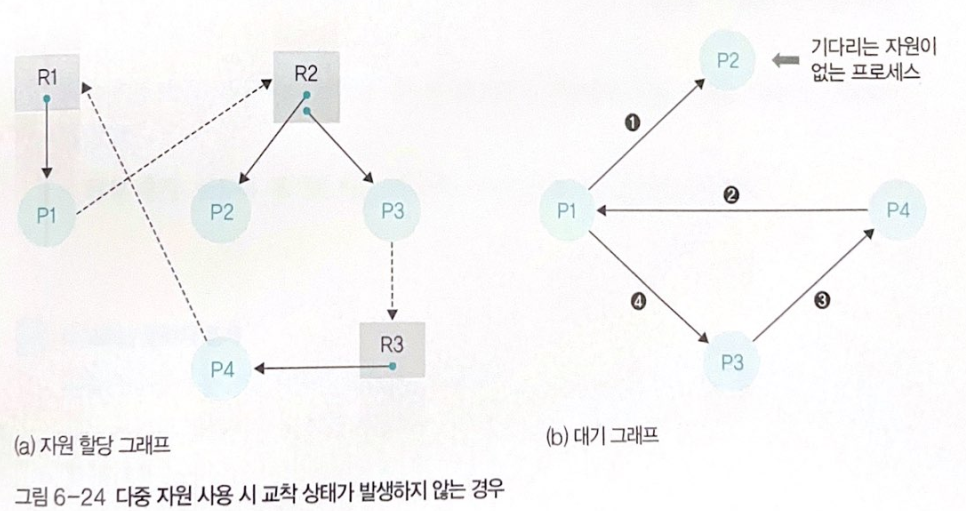 R1
R2
P1
P2
P3
P4
R3
(a) 자원 할당 그래프
P2
기다리는 자원이
없는 프로세스
❶
P1
❷
P4
❹
❸
P3
(b) 대기 그래프
그림 6-24 다중 자원 사용 시 교착 상태가 발생하지 않는 경우